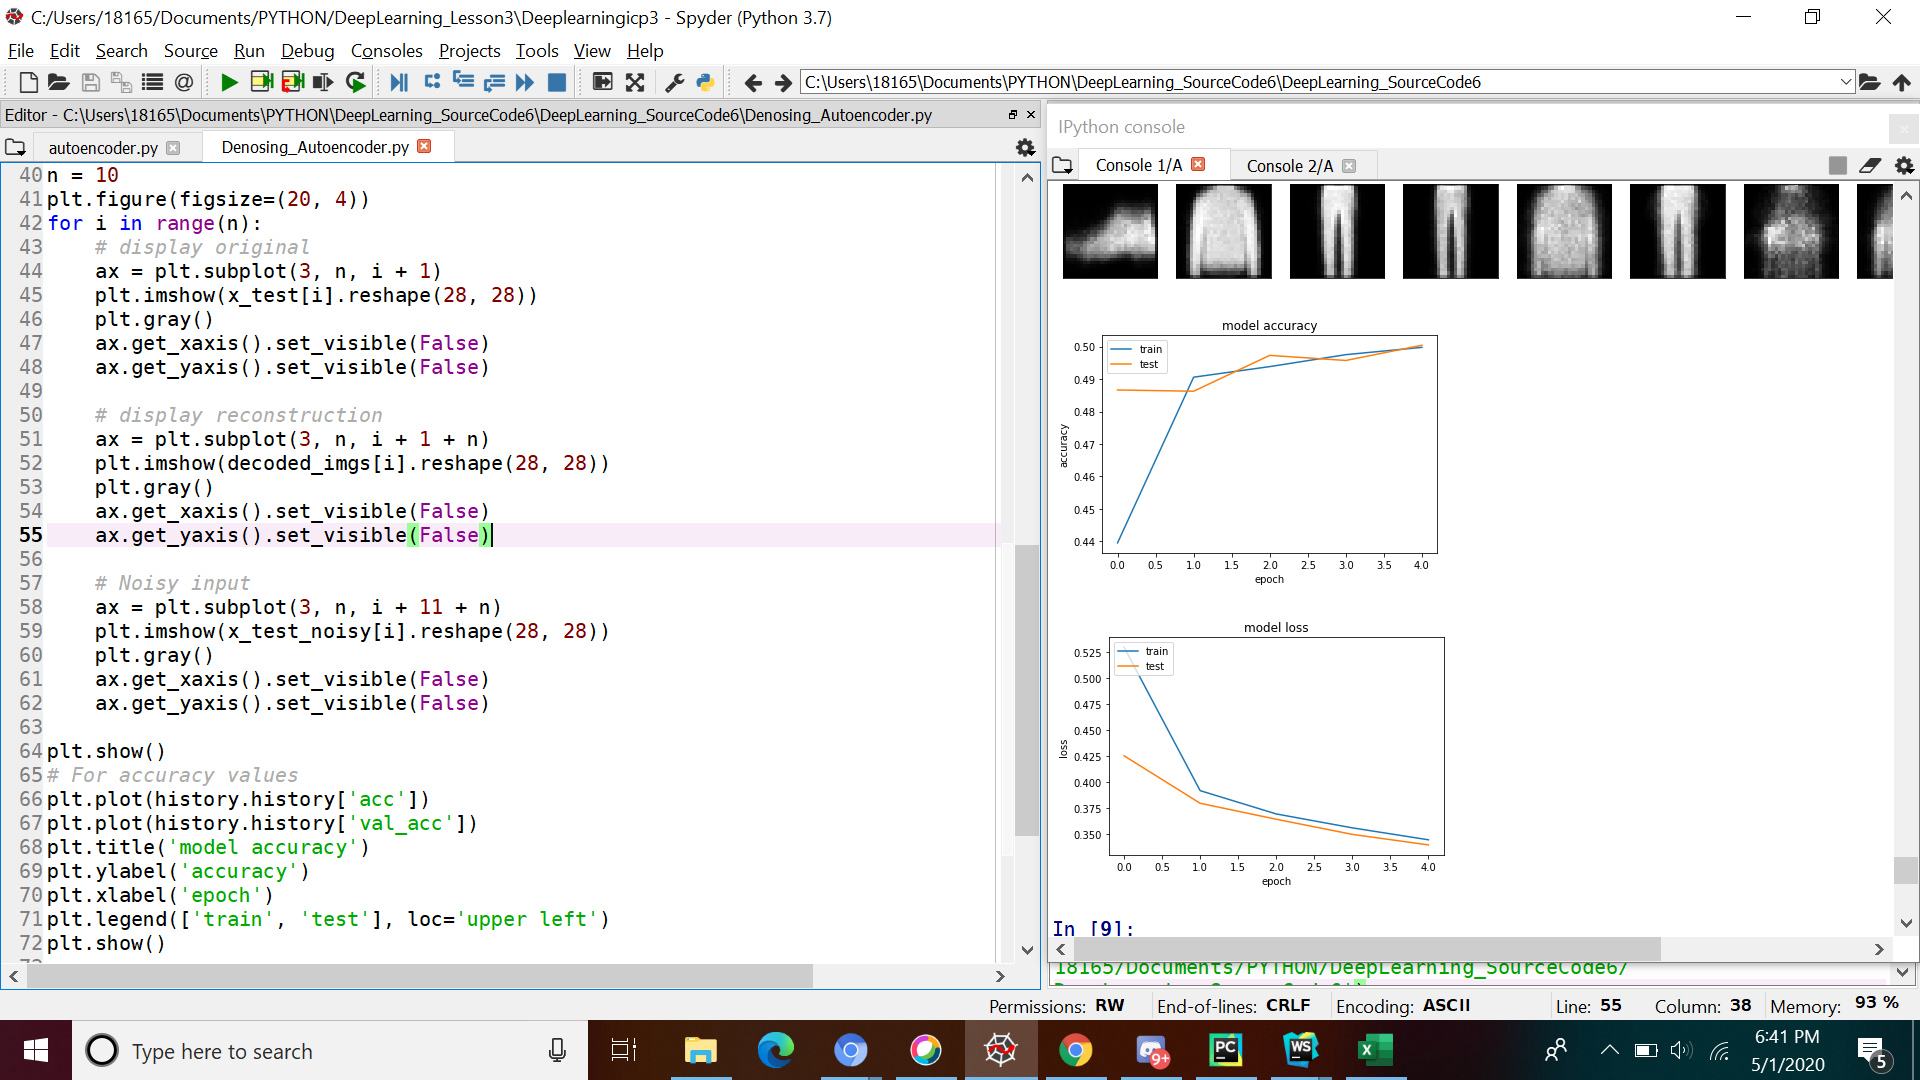 C:/Users/18165/Documents/PYTHON/DeepLearning_Lesson3\Deeplearningicp3 - Spyder (Python 3.7)
File Edit Search Source Run Debug Consoles Projects Tools View Help
C:\Users\18165\Documents\PYTHON\DeepLearning_SourceCode6\DeepLearning_SourceCode6
Editor - C:\Users\18165\Documents\PYTHON\DeepLearning_SourceCode6\DeepLearning_SourceCode6\Denosing_Autoencoder.py
autoencoder.py Denosing_Autoencoder.py
40 n = 10
41 plt.figure(figsize=(20, 4))
42 for i in range(n):
43     # display original
44     ax = plt.subplot(3, n, i + 1)
45     plt.imshow(x_test[i].reshape(28, 28))
46     plt.gray()
47     ax.get_xaxis().set_visible(False)
48     ax.get_yaxis().set_visible(False)
49
50     # display reconstruction
51     ax = plt.subplot(3, n, i + 1 + n)
52     plt.imshow(decoded_imgs[i].reshape(28, 28))
53     plt.gray()
54     ax.get_xaxis().set_visible(False)
55     ax.get_yaxis().set_visible(False)
56
57     # Noisy input
58     ax = plt.subplot(3, n, i + 11 + n)
59     plt.imshow(x_test_noisy[i].reshape(28, 28))
60     plt.gray()
61     ax.get_xaxis().set_visible(False)
62     ax.get_yaxis().set_visible(False)
63
64 plt.show()
65 # For accuracy values
66 plt.plot(history.history['acc'])
67 plt.plot(history.history['val_acc'])
68 plt.title('model accuracy')
69 plt.ylabel('accuracy')
70 plt.xlabel('epoch')
71 plt.legend(['train', 'test'], loc='upper left')
72 plt.show()
IPython console
Console 1/A Console 2/A
model accuracy
train
test
0.50
0.49
0.48
0.47
0.46
0.45
0.44
accuracy
0.0 0.5 1.0 1.5 2.0 2.5 3.0 3.5 4.0
epoch
model loss
train
test
0.525
0.500
0.475
0.450
0.425
0.400
0.375
0.350
loss
0.0 0.5 1.0 1.5 2.0 2.5 3.0 3.5 4.0
epoch
In [9]:
18165/Documents/PYTHON/DeepLearning_SourceCode6/
Permissions: RW End-of-lines: CRLF Encoding: ASCII Line: 55 Column: 38 Memory: 93 %
Type here to search
9+
PC
WS
X
6:41 PM
5/1/2020
5